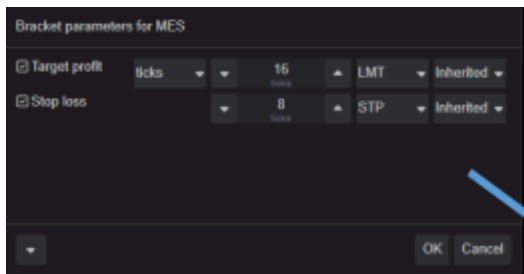 Bracket parameters for MES
Target profit ticks 16 LMT Inherited
ticks
Stop loss 8 STP Inherited
ticks
OK Cancel